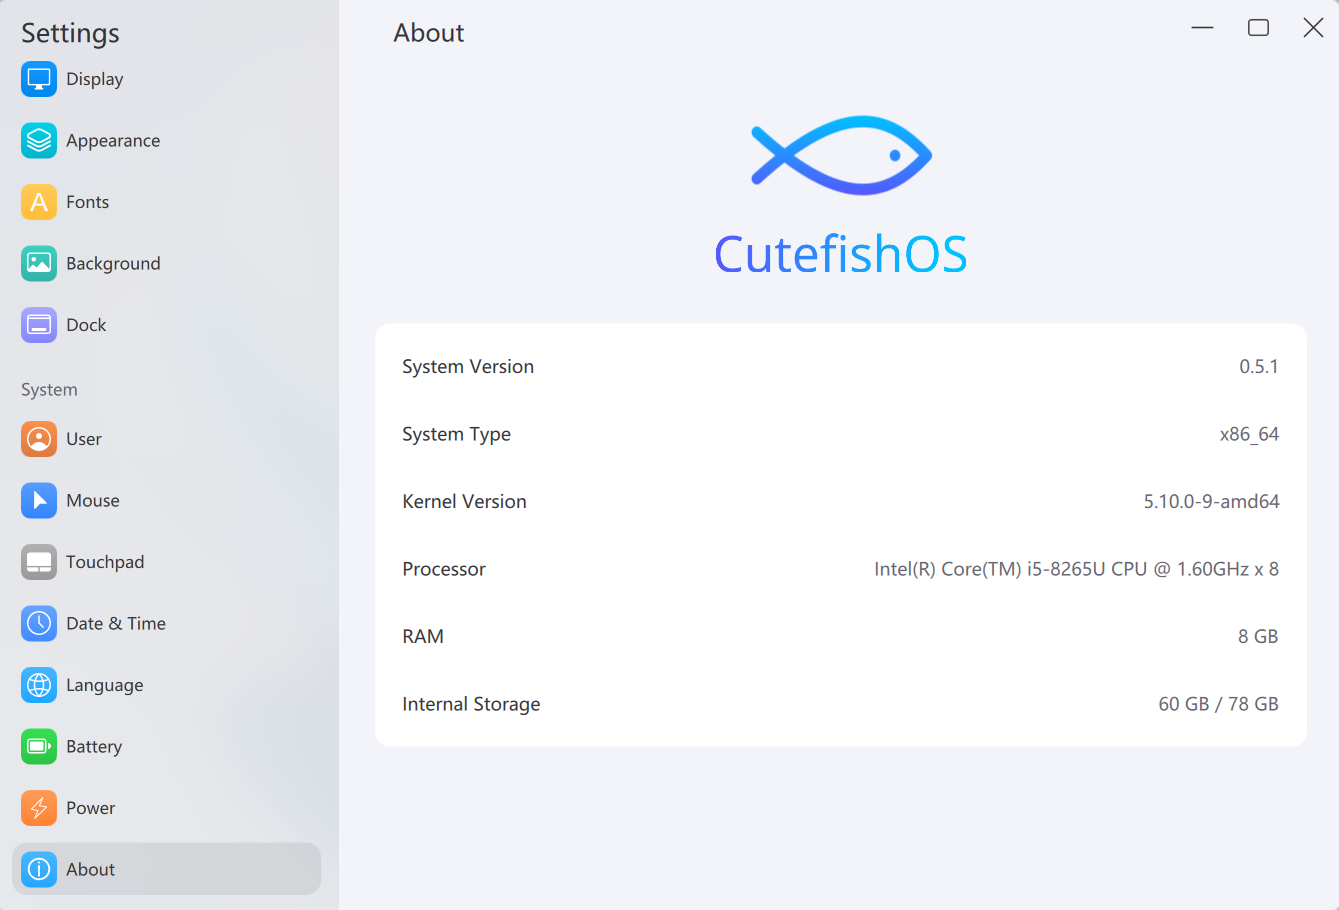 Settings
Display
Appearance
Fonts
Background
Dock
System
User
Mouse
Touchpad
Date & Time
Language
Battery
Power
About
About
CutefishOS
System Version 0.5.1
System Type x86_64
Kernel Version 5.10.0-9-amd64
Processor Intel(R) Core(TM) i5-8265U CPU @ 1.60GHz x 8
RAM 8 GB
Internal Storage 60 GB / 78 GB